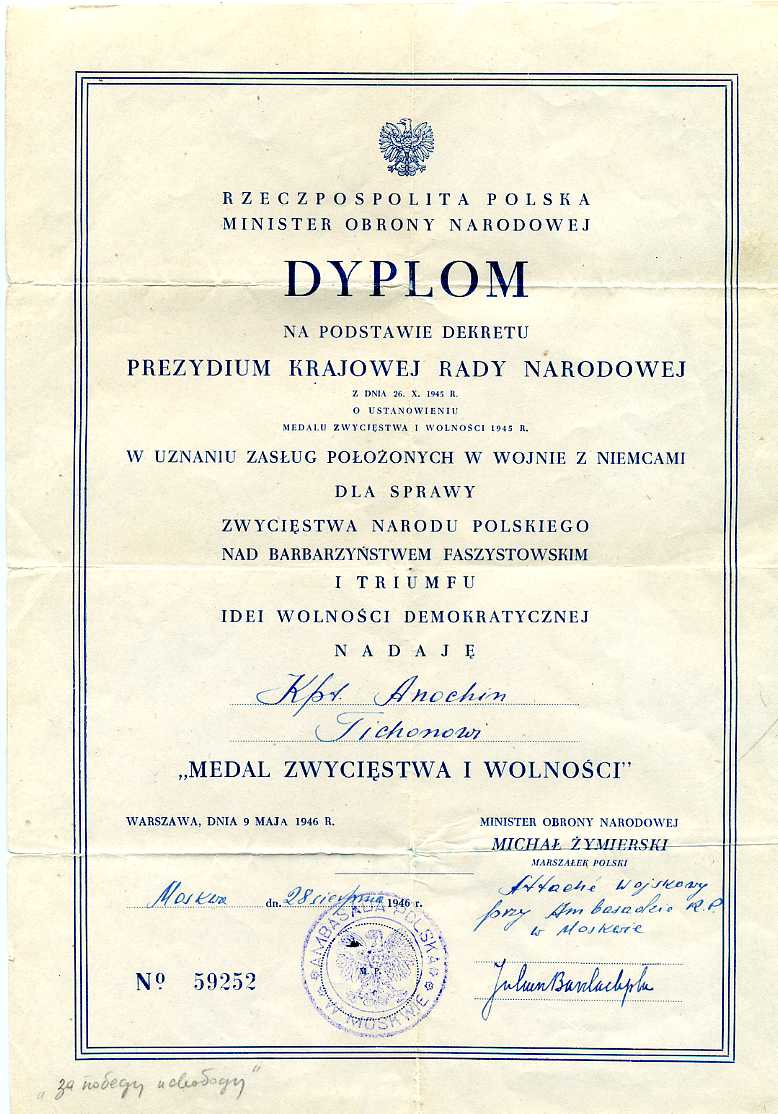 RZECZPOSPOLITA POLSKA
MINISTER OBRONY NARODOWEJ
DYPLOM
NA PODSTAWIE DEKRETU
PREZYDIUM KRAJOWEJ RADY NARODOWEJ
Z DNIA 26. X. 1945 R.
O USTANOWIENIU
MEDALU ZWYCIĘSTWA I WOLNOŚCI 1945 R.
W UZNANIU ZASŁUG POŁOŻONYCH W WOJNIE Z NIEMCAMI
DLA SPRAWY
ZWYCIĘSTWA NARODU POLSKIEGO
NAD BARBARZYŃSTWEM FASZYSTOWSKIM
I TRIUMFU
IDEI WOLNOŚCI DEMOKRATYCZNEJ
NADAJĘ
Kpt. Anochin
Tichonowi
„MEDAL ZWYCIĘSTWA I WOLNOŚCI”
WARSZAWA, DNIA 9 MAJA 1946 R.
MINISTER OBRONY NARODOWEJ
MICHAŁ ŻYMIERSKI
MARSZAŁEK POLSKI
Moskwa dn. 28 sierpnia 1946 r.
Attaché Wojskowy
przy Ambasadzie R.P.
w Moskwie
AMBASADA POLSKA
W MOSKWIE
M. P.
Nº 59252
Julian
„за победу и свободу"